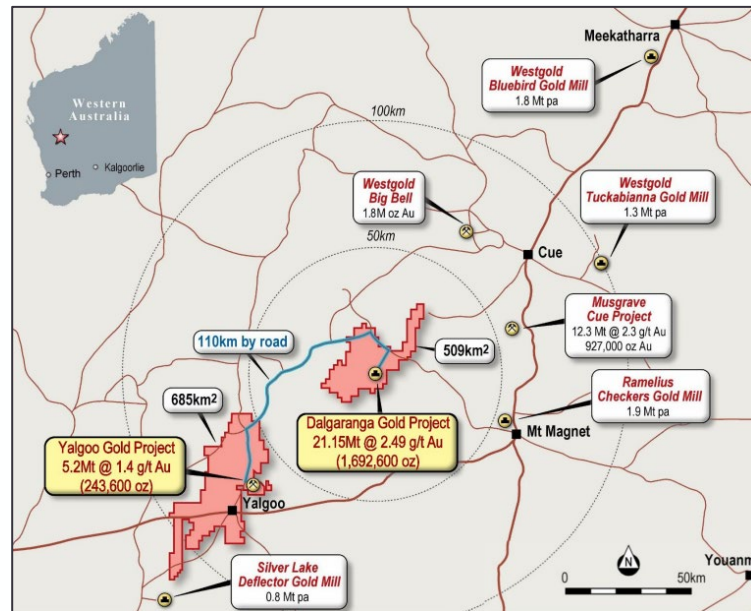 Western
Australia
Perth
Kalgoorlie
Meekatharra
Westgold
Bluebird Gold Mill
1.8 Mt pa
100km
Westgold
Big Bell
1.8M oz Au
Westgold
Tuckabianna Gold Mill
1.3 Mt pa
50km
Cue
Musgrave
Cue Project
12.3 Mt @ 2.3 g/t Au
927,000 oz Au
110km by road
509km²
685km²
Ramelius
Checkers Gold Mill
1.9 Mt pa
Dalgaranga Gold Project
21.15Mt @ 2.49 g/t Au
(1,692,600 oz)
Mt Magnet
Yalgoo Gold Project
5.2Mt @ 1.4 g/t Au
(243,600 oz)
Yalgoo
Silver Lake
Deflector Gold Mill
0.8 Mt pa
N
Youanm
0
50km